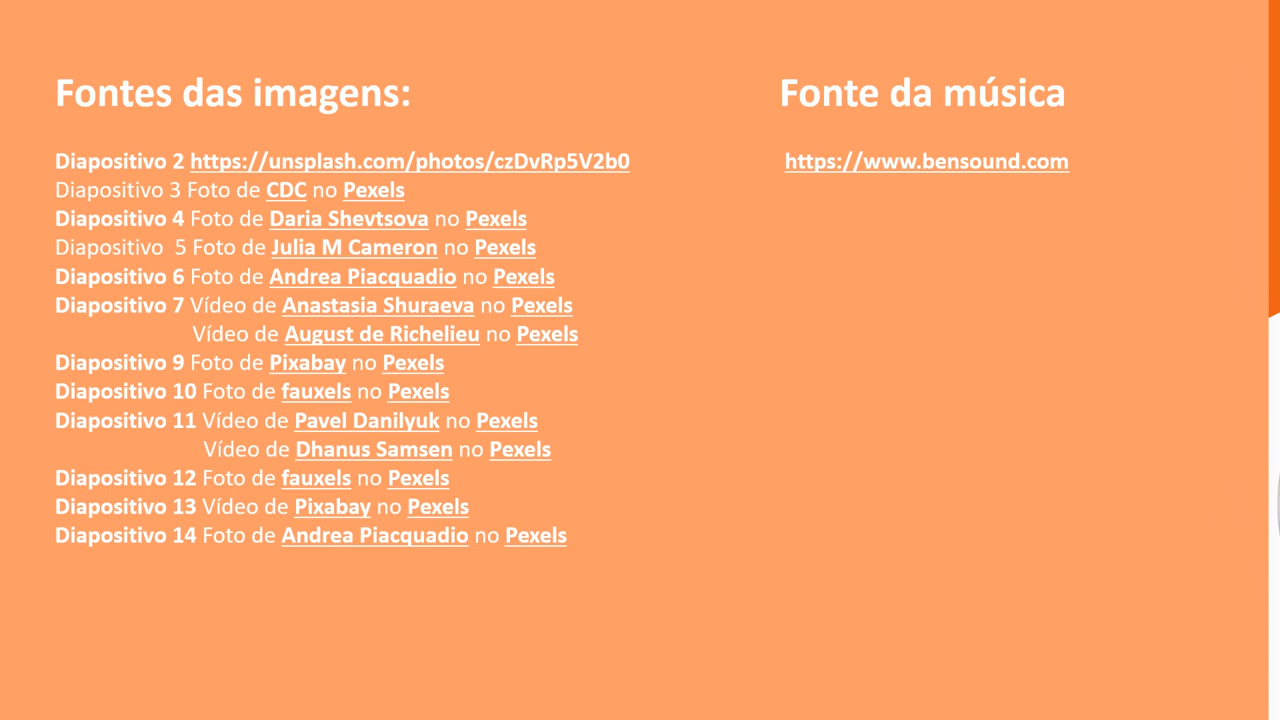 Fontes das imagens:
Diapositivo 2 https://unsplash.com/photos/czDvRp5V2b0
Diapositivo 3 Foto de CDC no Pexels
Diapositivo 4 Foto de Daria Shevtsova no Pexels
Diapositivo  5 Foto de Julia M Cameron no Pexels
Diapositivo 6 Foto de Andrea Piacquadio no Pexels
Diapositivo 7 Vídeo de Anastasia Shuraeva no Pexels
Vídeo de August de Richelieu no Pexels
Diapositivo 9 Foto de Pixabay no Pexels
Diapositivo 10 Foto de fauxels no Pexels
Diapositivo 11 Vídeo de Pavel Danilyuk no Pexels
Vídeo de Dhanus Samsen no Pexels
Diapositivo 12 Foto de fauxels no Pexels
Diapositivo 13 Vídeo de Pixabay no Pexels
Diapositivo 14 Foto de Andrea Piacquadio no Pexels
Fonte da música
https://www.bensound.com